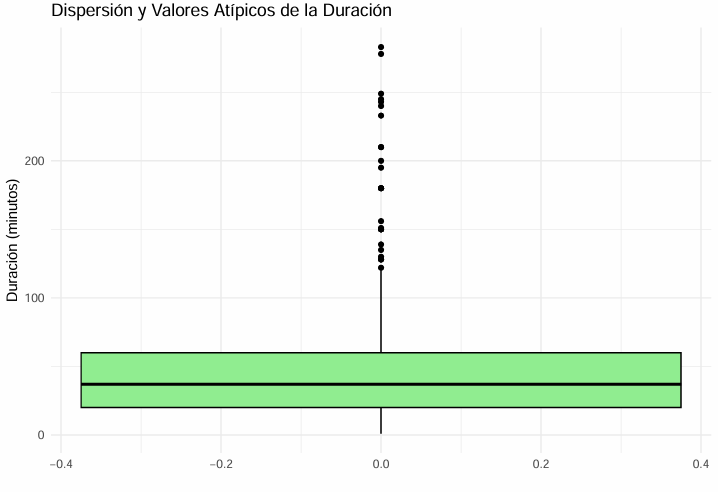 Dispersión y Valores Atípicos de la Duración
Duración (minutos)
200
100
0
−0.4 −0.2 0.0 0.2 0.4